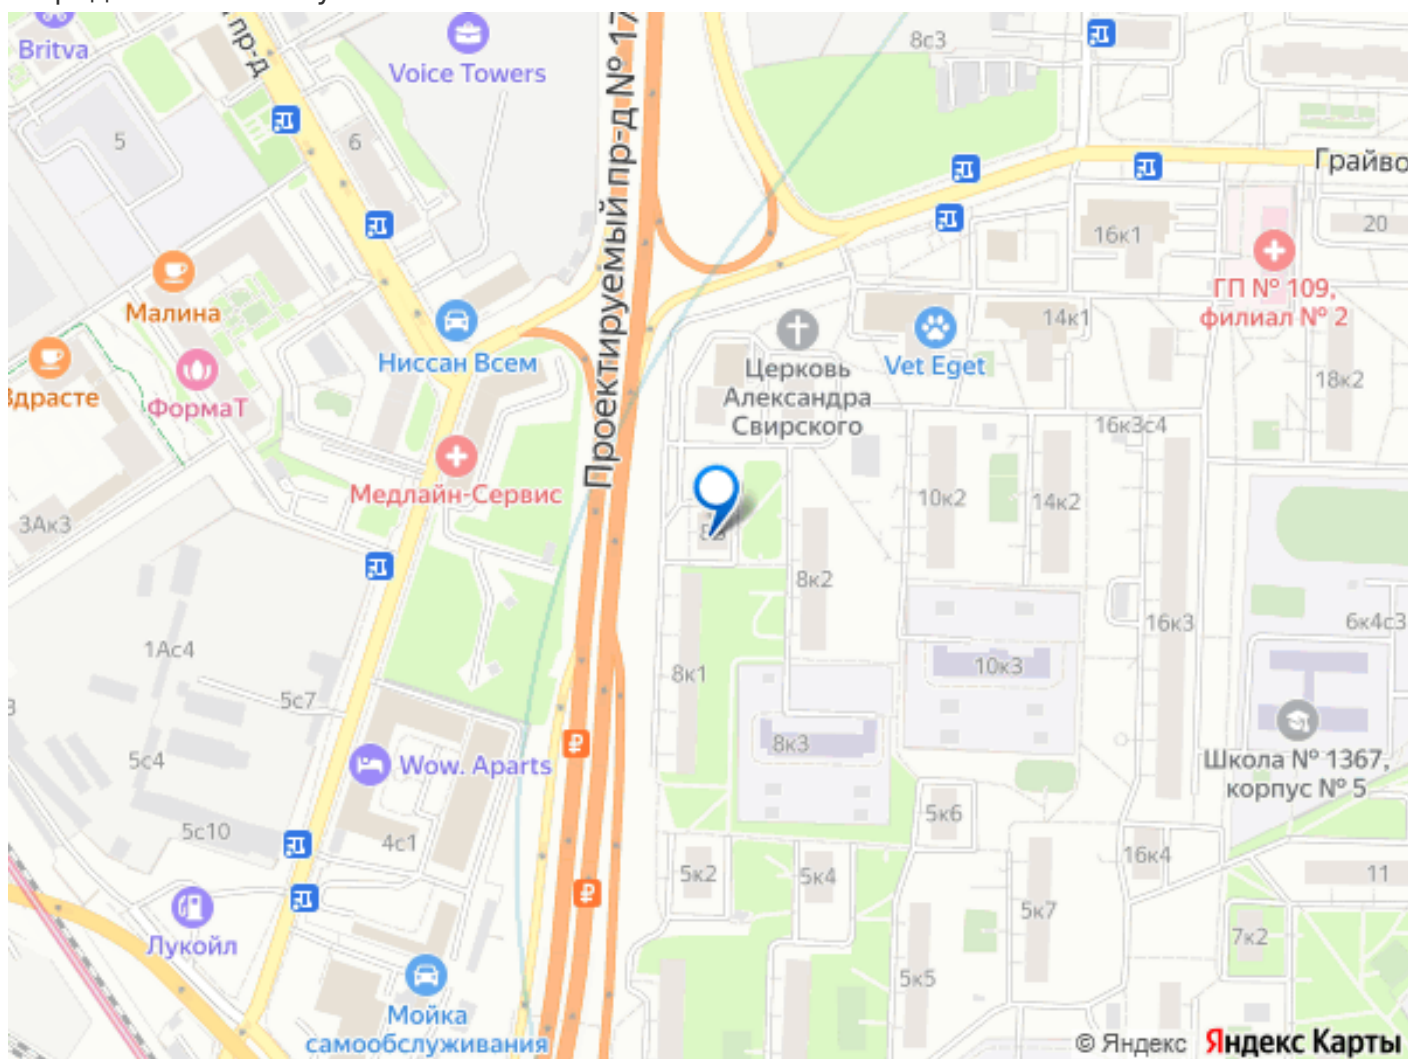 Britva
пр-д
Voice Towers
8с3
5
6
Проектируемый пр-д № 17
Грайво
20
16к1
ГП № 109,
филиал № 2
Малина
Ниссан Всем
14к1
Vet Eget
Церковь
Александра
Свирского
18к2
Здрасте
ФормаТ
16к3с4
Медлайн-Сервис
10к2
14к2
3Ак3
8к2
1Ас4
16к3
6к4с3
8к1
10к3
5с7
8к3
5с4
Wow. Aparts
Школа № 1367,
корпус № 5
5к6
5с10
4с1
16к4
5к2
5к4
11
5к7
Лукойл
7к2
5к5
Мойка
самообслуживания
© Яндекс Яндекс Карты